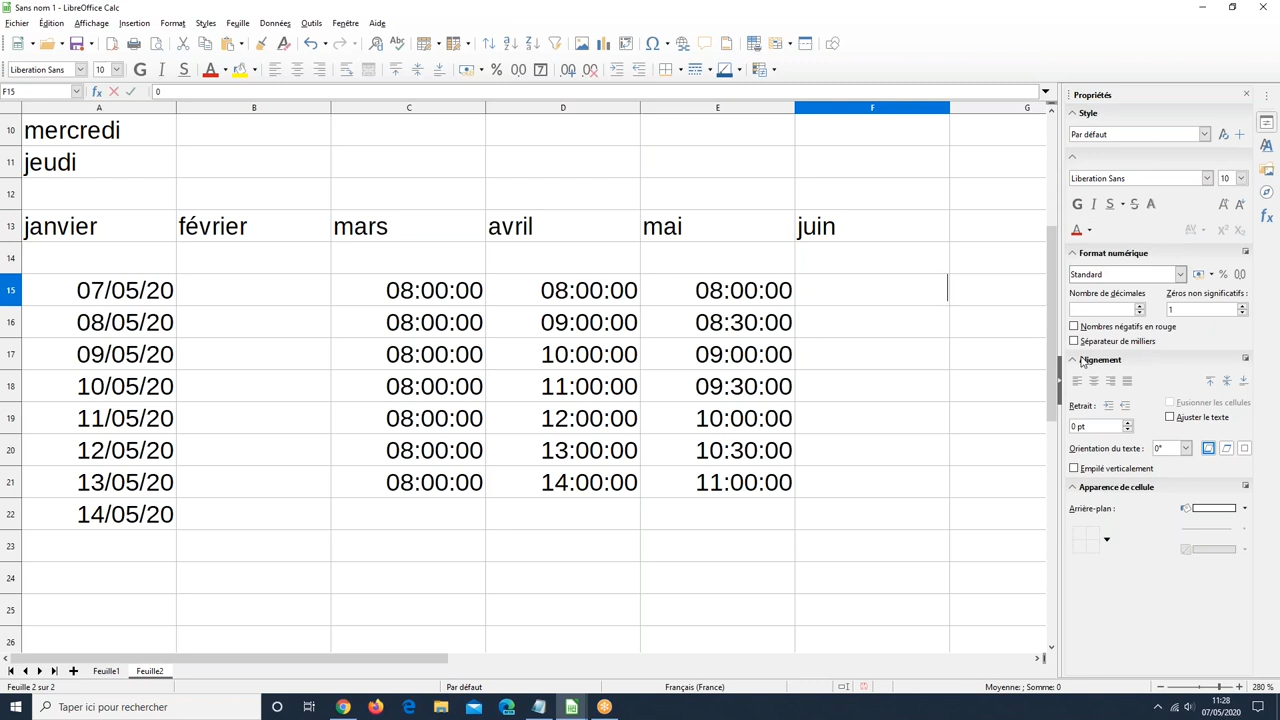 Sans nom 1 - LibreOffice Calc
Fichier Édition Affichage Insertion Format Styles Feuille Données Outils Fenêtre Aide
Liberation Sans 10 G I S
F15 0
A B C D E F G
10 mercredi
11 jeudi
12
13 janvier février mars avril mai juin
14
15 07/05/20 08:00:00 08:00:00 08:00:00
16 08/05/20 08:00:00 09:00:00 08:30:00
17 09/05/20 08:00:00 10:00:00 09:00:00
18 10/05/20 08:00:00 11:00:00 09:30:00
19 11/05/20 08:00:00 12:00:00 10:00:00
20 12/05/20 08:00:00 13:00:00 10:30:00
21 13/05/20 08:00:00 14:00:00 11:00:00
22 14/05/20
23
24
25
26
Feuille1 Feuille2
Feuille 2 sur 2 Par défaut Français (France) Moyenne: ; Somme: 0 280 %
Propriétés
Style
Par défaut
Liberation Sans 10
G I S S A
Format numérique
Standard
Nombre de décimales Zéros non significatifs :
1
Nombres négatifs en rouge
Séparateur de milliers
Alignement
Retrait : Fusionner les cellules
0 pt Ajuster le texte
Orientation du texte : 0°
Empilé verticalement
Apparence de cellule
Arrière-plan :
Taper ici pour rechercher
11:28
07/05/2020